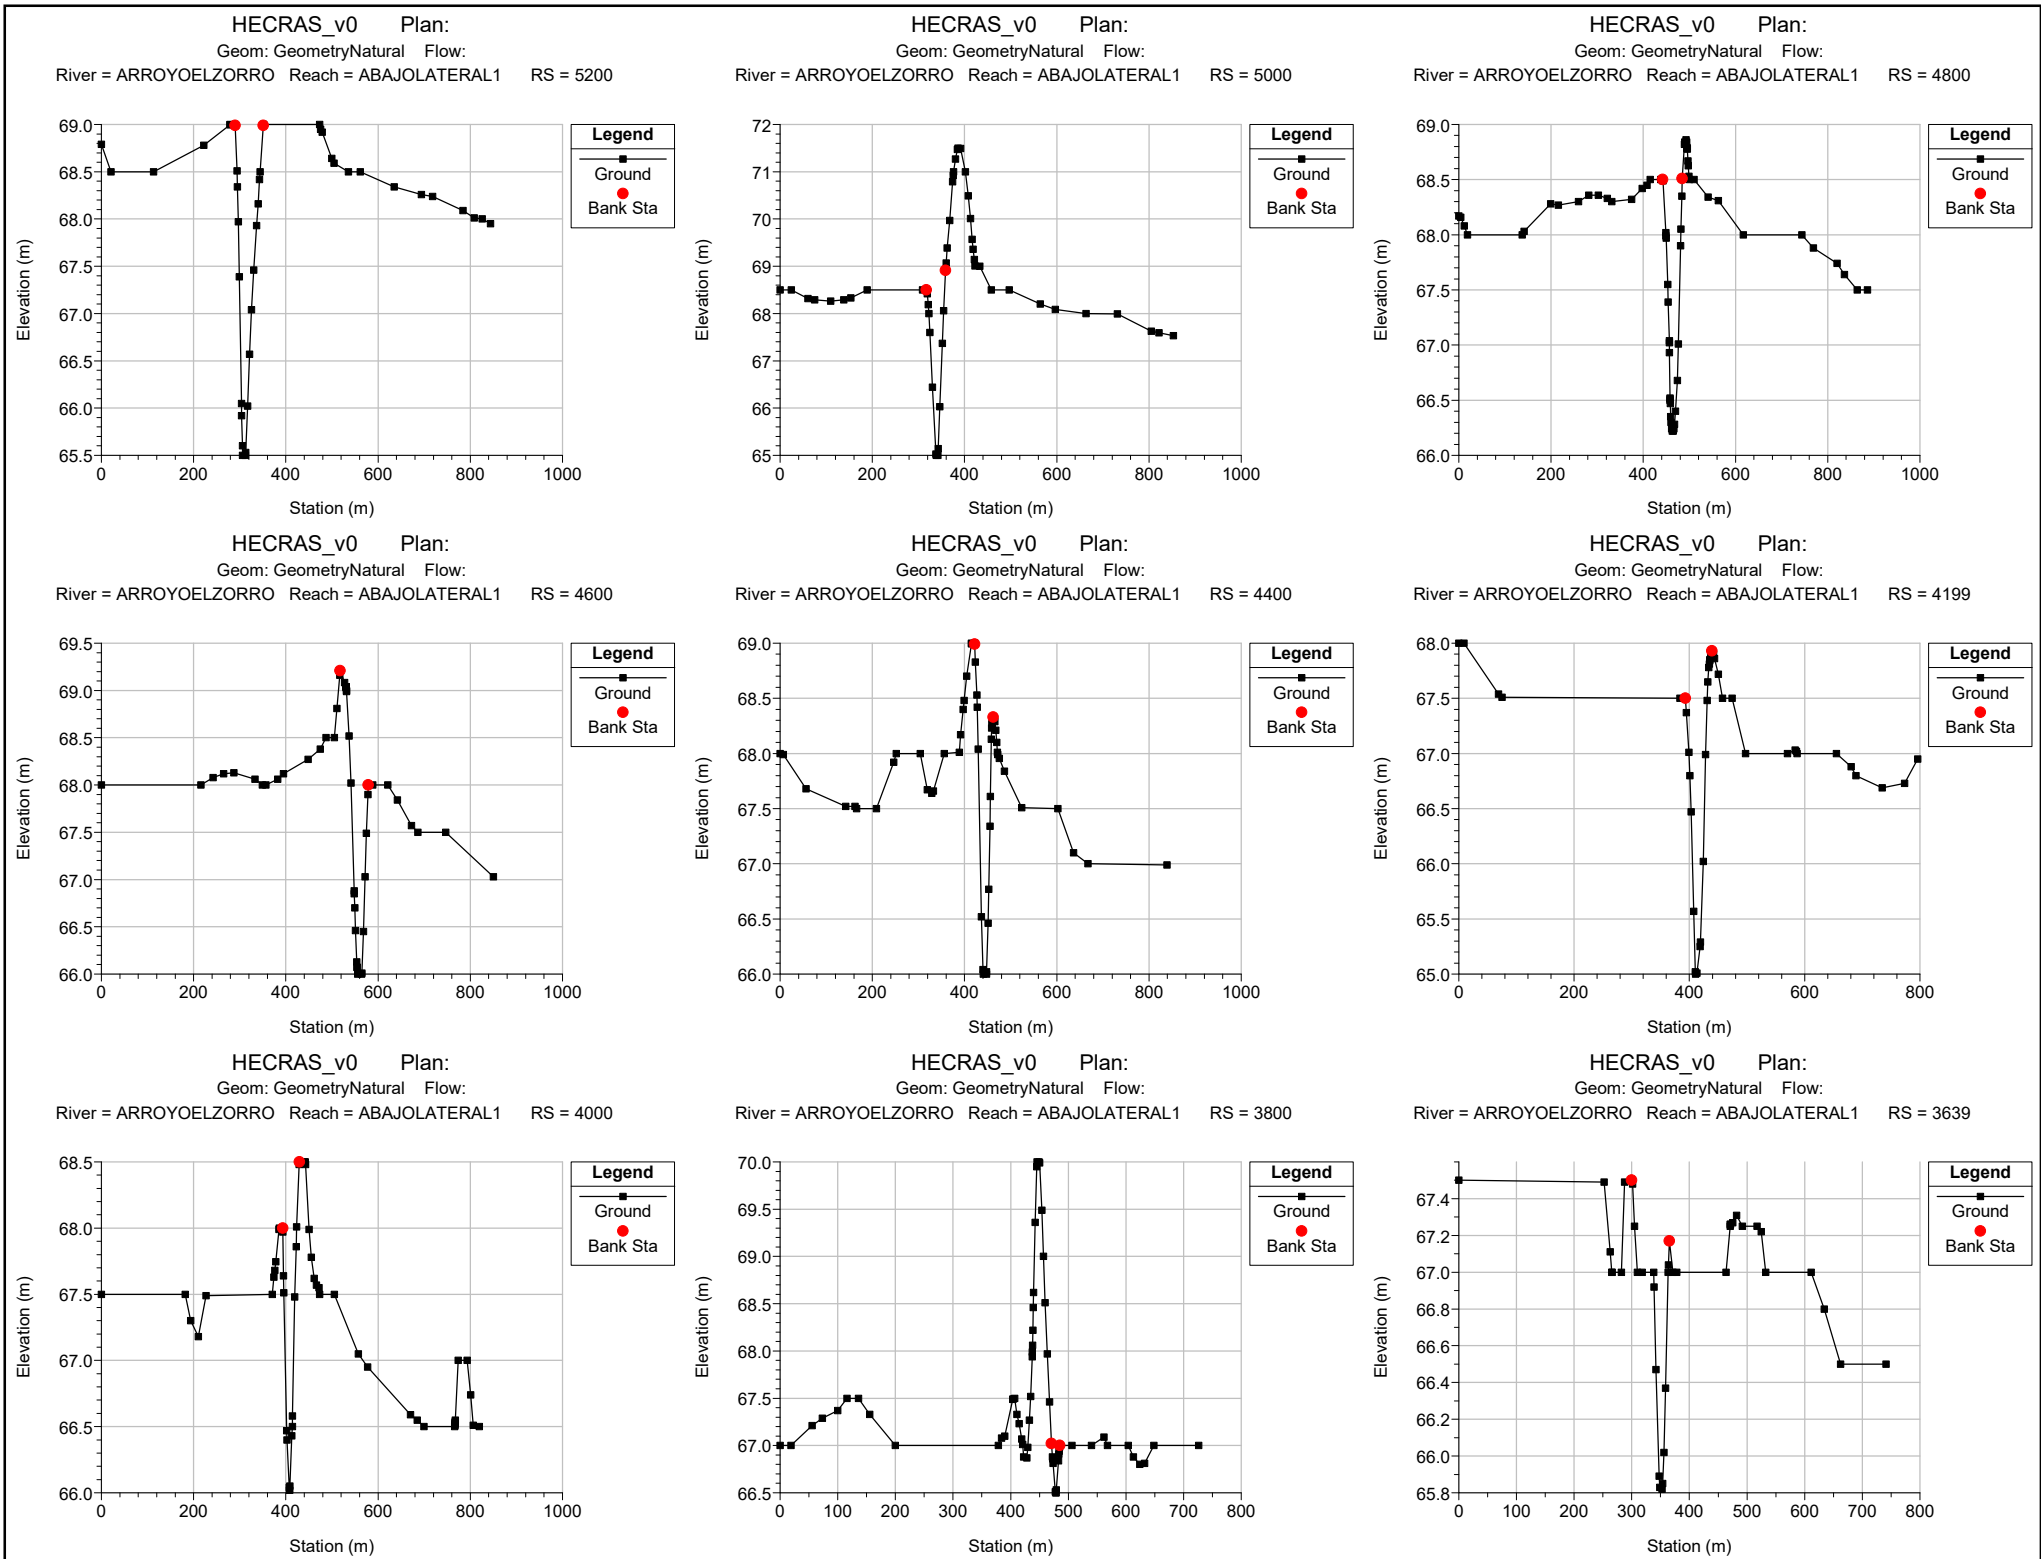 HECRAS_v0 Plan:
Geom: GeometryNatural Flow:
River = ARROYOELZORRO Reach = ABAJOLATERAL1 RS = 5200
69.0
68.5
68.0
67.5
67.0
66.5
66.0
65.5
0 200 400 600 800 1000
Station (m)
Elevation (m)
Legend
Ground
Bank Sta
HECRAS_v0 Plan:
Geom: GeometryNatural Flow:
River = ARROYOELZORRO Reach = ABAJOLATERAL1 RS = 5000
72
71
70
69
68
67
66
65
0 200 400 600 800 1000
Station (m)
Elevation (m)
Legend
Ground
Bank Sta
HECRAS_v0 Plan:
Geom: GeometryNatural Flow:
River = ARROYOELZORRO Reach = ABAJOLATERAL1 RS = 4800
69.0
68.5
68.0
67.5
67.0
66.5
66.0
0 200 400 600 800 1000
Station (m)
Elevation (m)
Legend
Ground
Bank Sta
HECRAS_v0 Plan:
Geom: GeometryNatural Flow:
River = ARROYOELZORRO Reach = ABAJOLATERAL1 RS = 4600
69.5
69.0
68.5
68.0
67.5
67.0
66.5
66.0
0 200 400 600 800 1000
Station (m)
Elevation (m)
Legend
Ground
Bank Sta
HECRAS_v0 Plan:
Geom: GeometryNatural Flow:
River = ARROYOELZORRO Reach = ABAJOLATERAL1 RS = 4400
69.0
68.5
68.0
67.5
67.0
66.5
66.0
0 200 400 600 800 1000
Station (m)
Elevation (m)
Legend
Ground
Bank Sta
HECRAS_v0 Plan:
Geom: GeometryNatural Flow:
River = ARROYOELZORRO Reach = ABAJOLATERAL1 RS = 4199
68.0
67.5
67.0
66.5
66.0
65.5
65.0
0 200 400 600 800
Station (m)
Elevation (m)
Legend
Ground
Bank Sta
HECRAS_v0 Plan:
Geom: GeometryNatural Flow:
River = ARROYOELZORRO Reach = ABAJOLATERAL1 RS = 4000
68.5
68.0
67.5
67.0
66.5
66.0
0 200 400 600 800 1000
Station (m)
Elevation (m)
Legend
Ground
Bank Sta
HECRAS_v0 Plan:
Geom: GeometryNatural Flow:
River = ARROYOELZORRO Reach = ABAJOLATERAL1 RS = 3800
70.0
69.5
69.0
68.5
68.0
67.5
67.0
66.5
0 100 200 300 400 500 600 700 800
Station (m)
Elevation (m)
Legend
Ground
Bank Sta
HECRAS_v0 Plan:
Geom: GeometryNatural Flow:
River = ARROYOELZORRO Reach = ABAJOLATERAL1 RS = 3639
67.4
67.2
67.0
66.8
66.6
66.4
66.2
66.0
65.8
0 100 200 300 400 500 600 700 800
Station (m)
Elevation (m)
Legend
Ground
Bank Sta